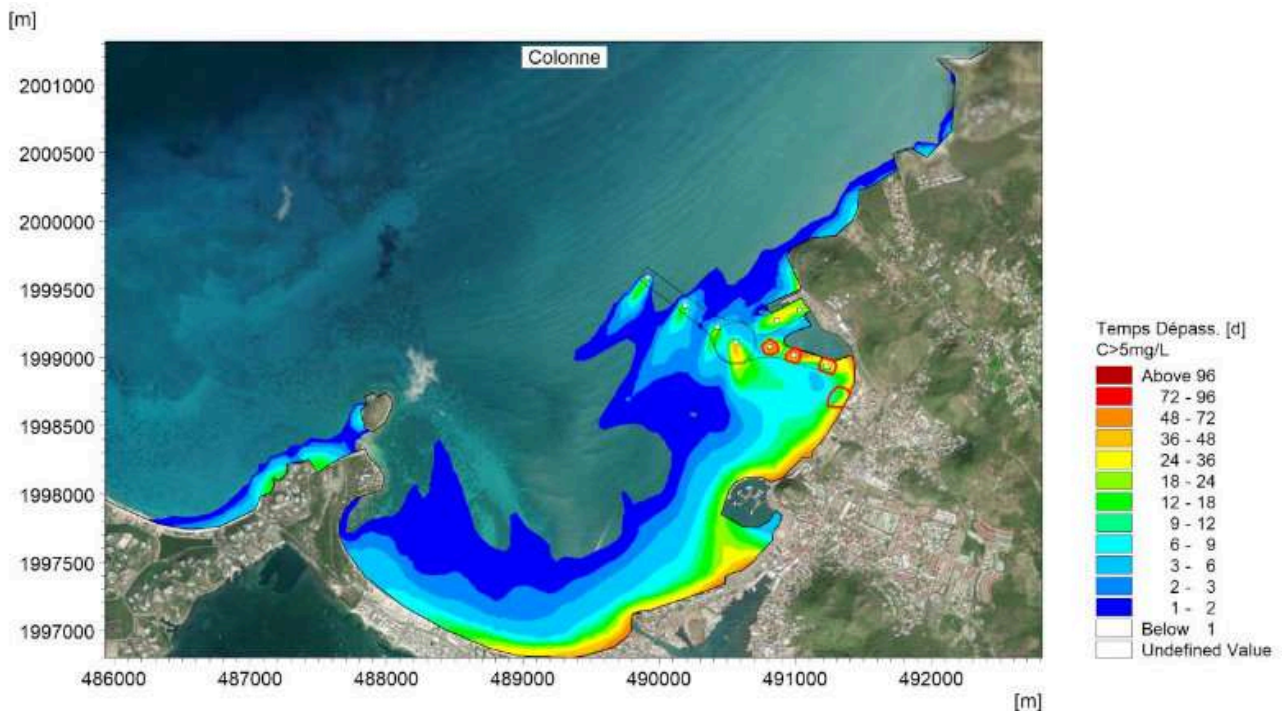 [m]
Colonne
2001000
2000500
2000000
1999500
1999000
1998500
1998000
1997500
1997000
486000 487000 488000 489000 490000 491000 492000
[m]
Temps Dépass. [d]
C>5mg/L
Above 96
72 - 96
48 - 72
36 - 48
24 - 36
18 - 24
12 - 18
9 - 12
6 - 9
3 - 6
2 - 3
1 - 2
Below 1
Undefined Value